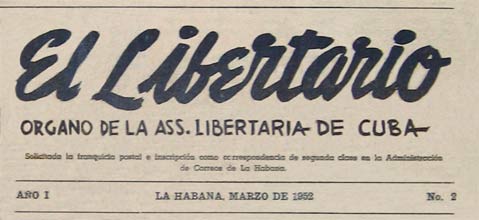 El Libertario
ORGANO DE LA ASS. LIBERTARIA DE CUBA
Solicitada la franquicia postal e inscripción como correspondencia de segunda clase en la Administración
de Correos de La Habana.
AÑO I LA HABANA, MARZO DE 1952 No. 2